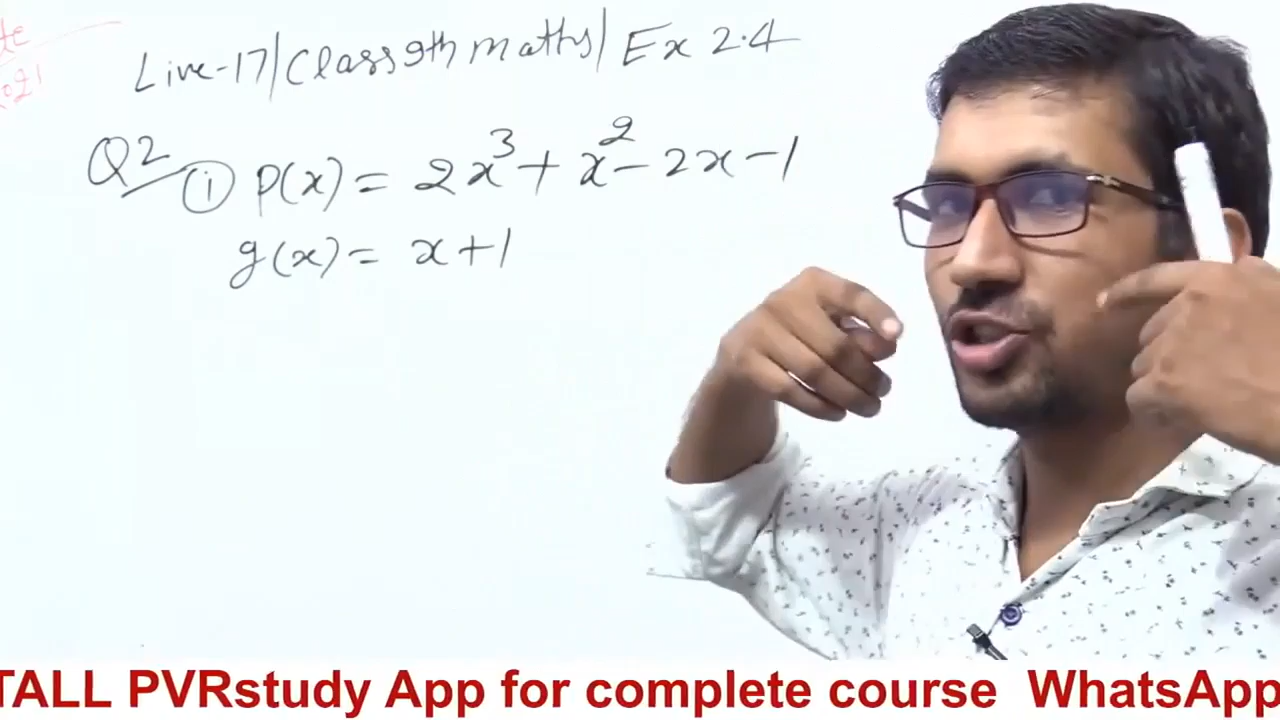 Live-17/Class 9th maths/ Ex 2.4
Q2 (i) p(x) = 2x³ + x² - 2x - 1
g(x) = x + 1
TALL PVRstudy App for complete course WhatsApp